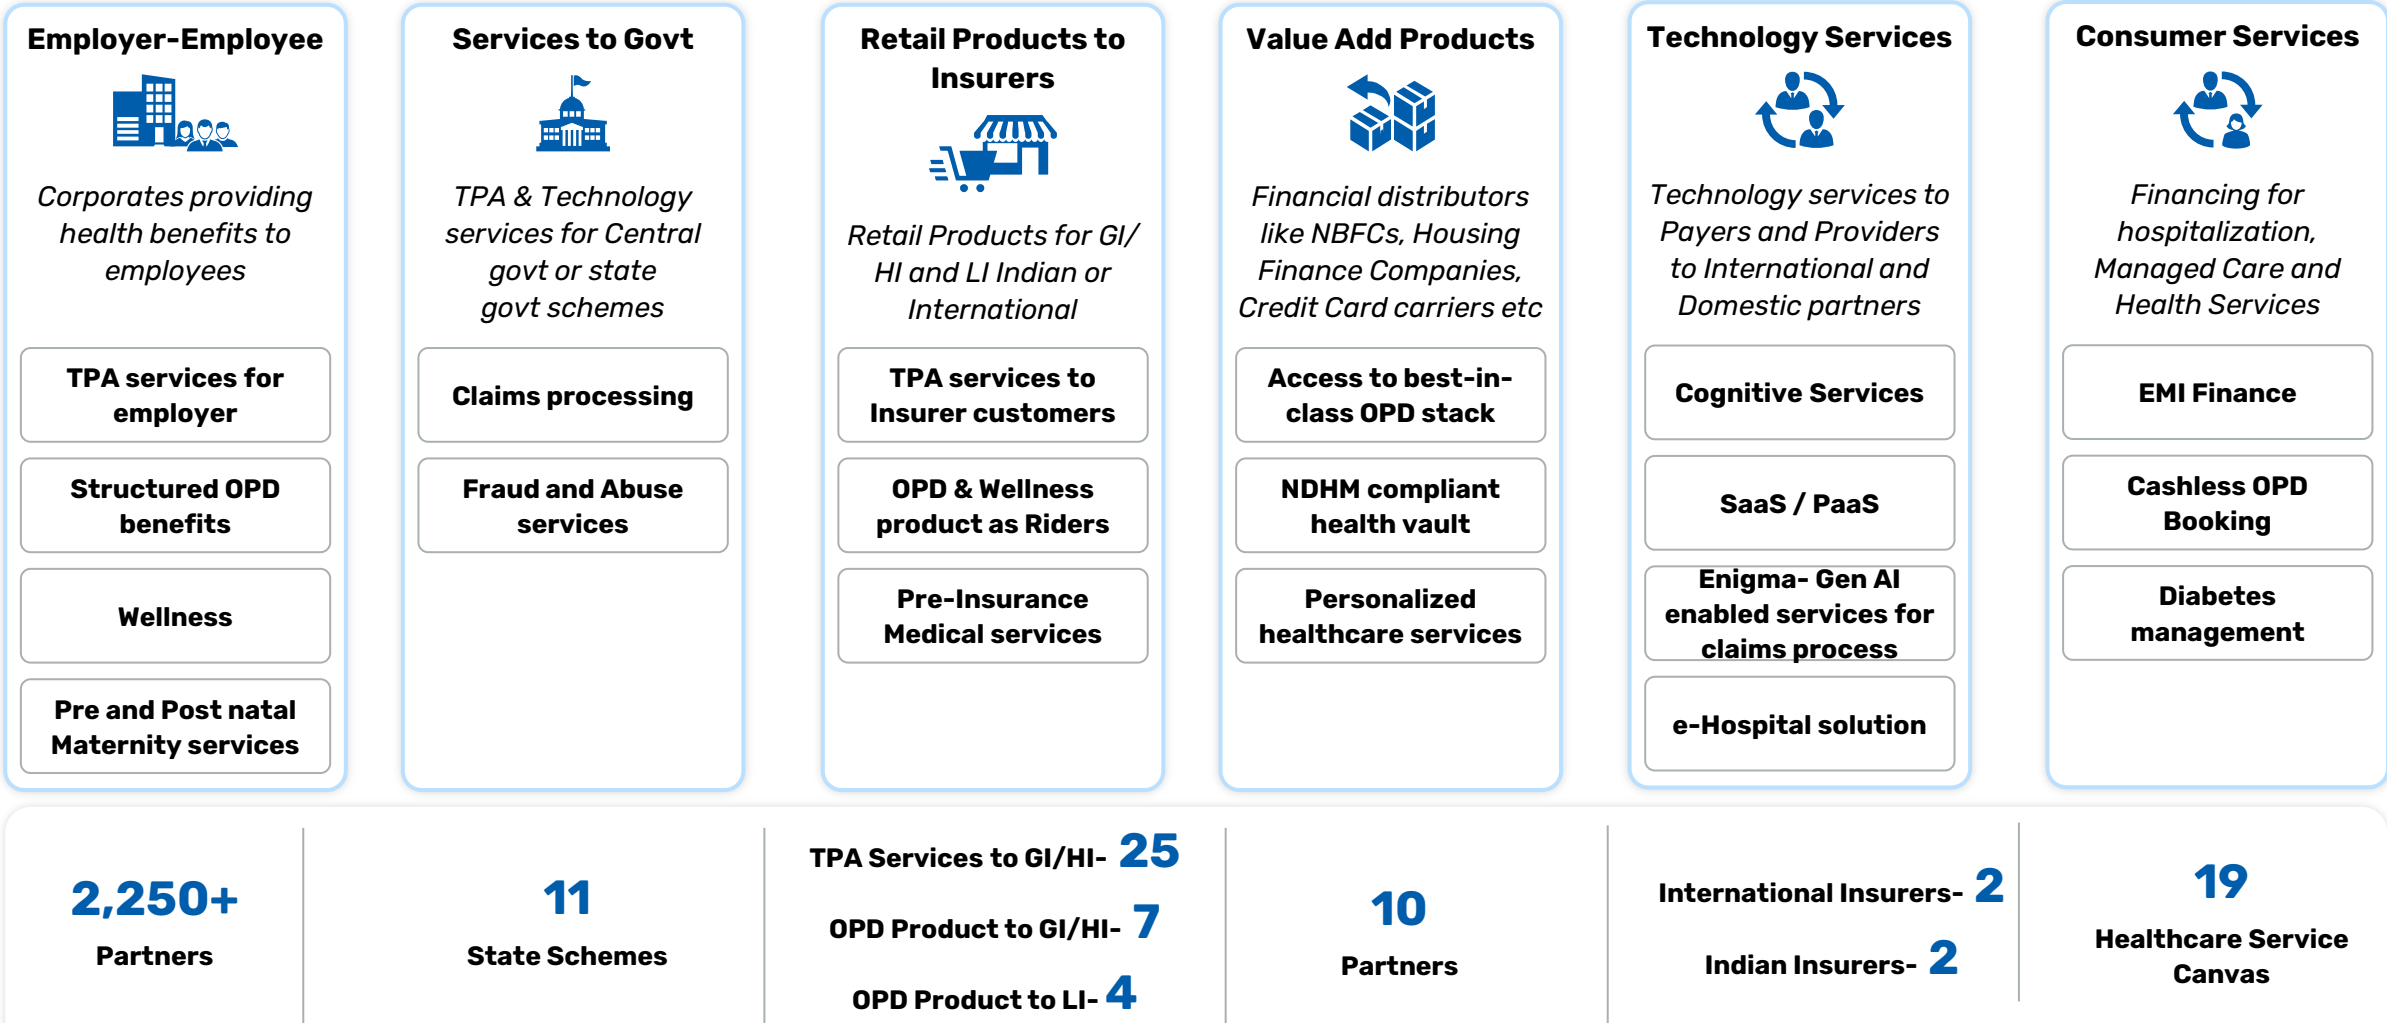 Employer-Employee
Corporates providing
health benefits to
employees
TPA services for
employer
Structured OPD
benefits
Wellness
Pre and Post natal
Maternity services
Services to Govt
TPA & Technology
services for Central
govt or state
govt schemes
Claims processing
Fraud and Abuse
services
Retail Products to
Insurers
Retail Products for GI/
HI and LI Indian or
International
TPA services to
Insurer customers
OPD & Wellness
product as Riders
Pre-Insurance
Medical services
Value Add Products
Financial distributors
like NBFCs, Housing
Finance Companies,
Credit Card carriers etc
Access to best-in-
class OPD stack
NDHM compliant
health vault
Personalized
healthcare services
Technology Services
Technology services to
Payers and Providers
to International and
Domestic partners
Cognitive Services
SaaS / PaaS
Enigma- Gen AI
enabled services for
claims process
e-Hospital solution
Consumer Services
Financing for
hospitalization,
Managed Care and
Health Services
EMI Finance
Cashless OPD
Booking
Diabetes
management
2,250+
Partners
11
State Schemes
TPA Services to GI/HI- 25
OPD Product to GI/HI- 7
OPD Product to LI- 4
10
Partners
International Insurers- 2
Indian Insurers- 2
19
Healthcare Service
Canvas